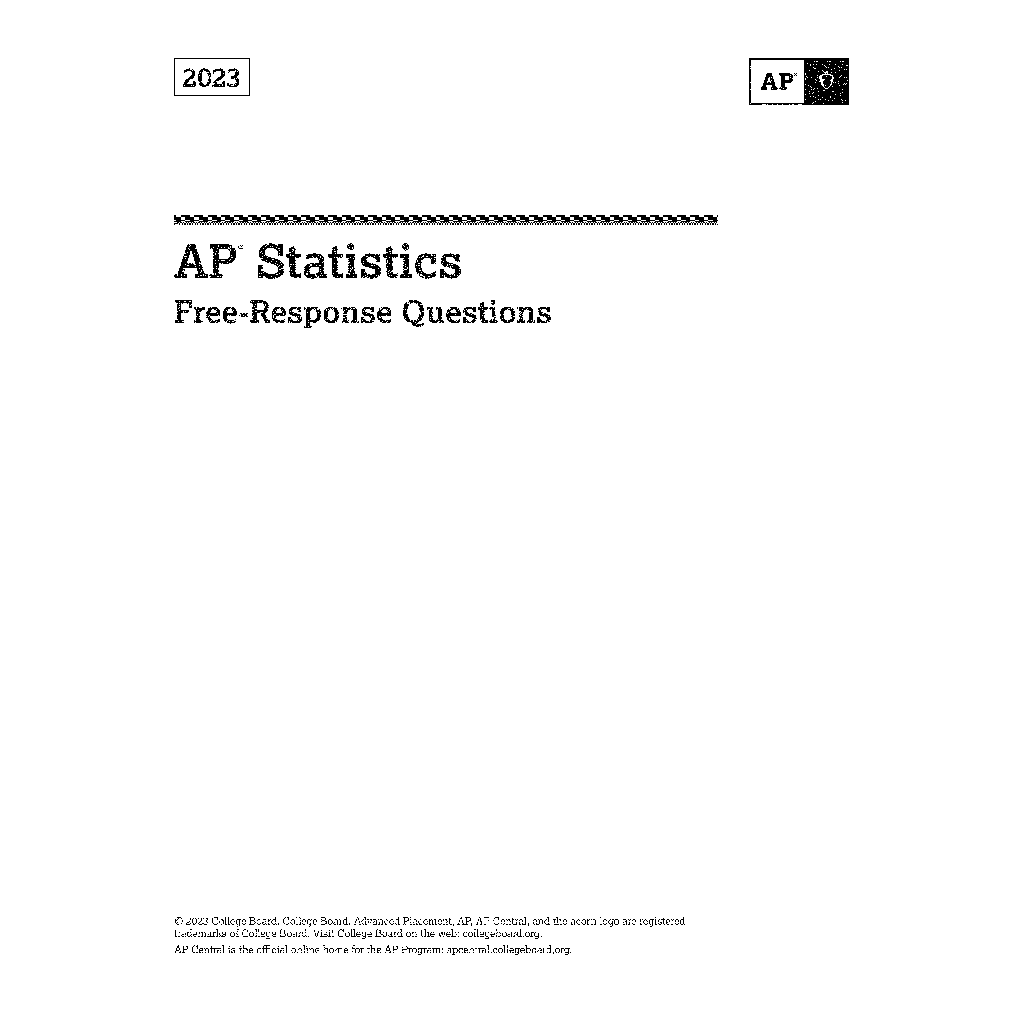 2023
AP®
AP® Statistics
Free-Response Questions
© 2023 College Board. College Board, Advanced Placement, AP, AP Central, and the acorn logo are registered
trademarks of College Board. Visit College Board on the web: collegeboard.org.
AP Central is the official online home for the AP Program: apcentral.collegeboard.org.